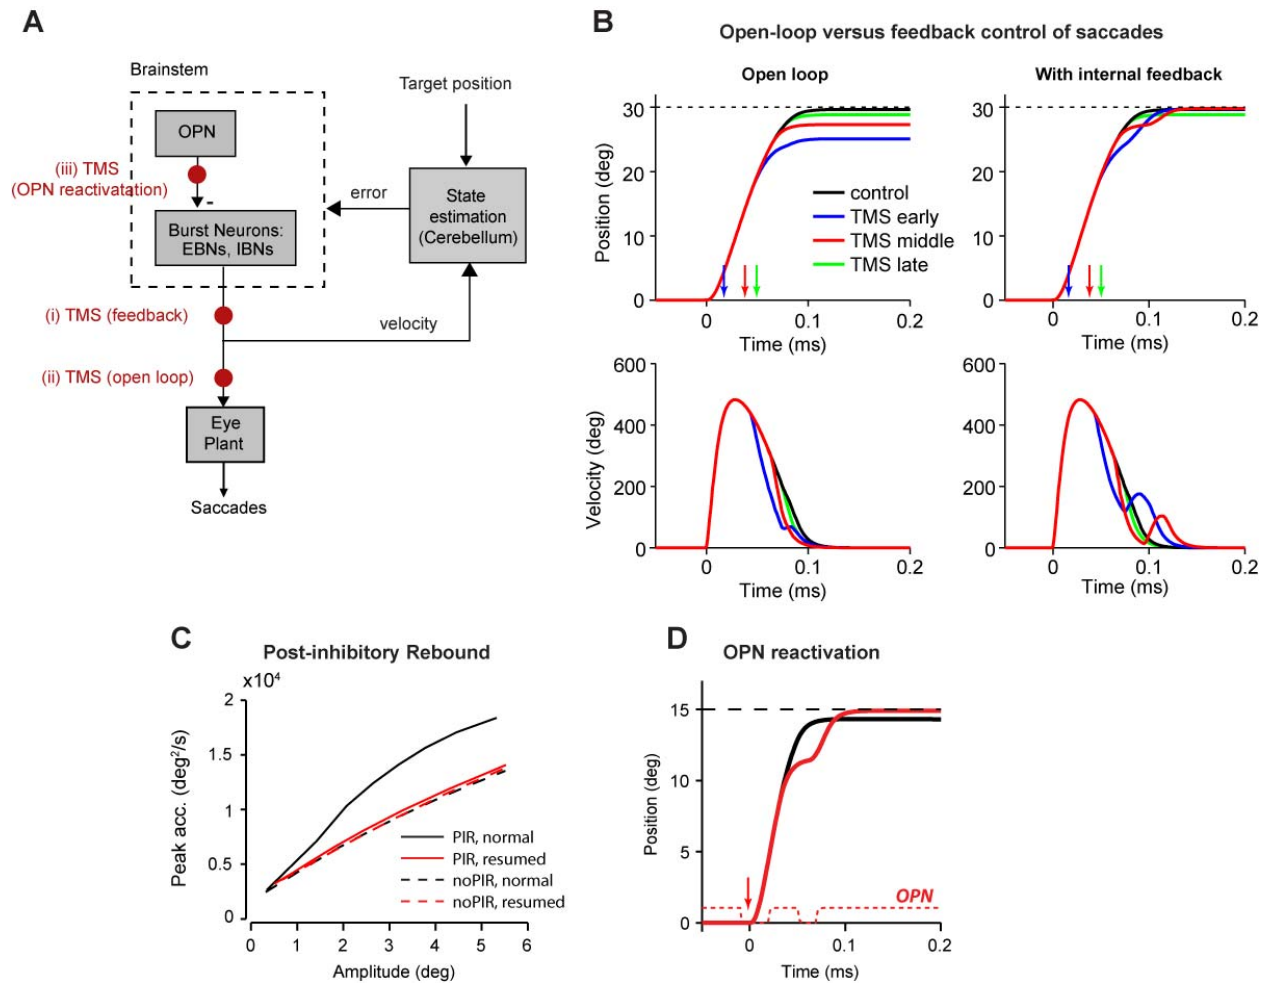 A
Brainstem
OPN
(iii) TMS
(OPN reactivatation)
-
Burst Neurons:
EBNs, IBNs
Target position
error
State
estimation
(Cerebellum)
(i) TMS (feedback)
velocity
(ii) TMS (open loop)
Eye
Plant
Saccades
B
Open-loop versus feedback control of saccades
Open loop
With internal feedback
Position (deg)
30
20
10
0
control
TMS early
TMS middle
TMS late
0
0.1
0.2
Time (ms)
30
20
10
0
0
0.1
0.2
Time (ms)
Velocity (deg)
600
400
200
0
0
0.1
0.2
Time (ms)
600
400
200
0
0
0.1
0.2
Time (ms)
C
Post-inhibitory Rebound
x10⁴
Peak acc. (deg²/s)
2
1.5
1
0.5
0
PIR, normal
PIR, resumed
noPIR, normal
noPIR, resumed
0 1 2 3 4 5 6
Amplitude (deg)
D
OPN reactivation
Position (deg)
15
10
5
0
OPN
0
0.1
0.2
Time (ms)